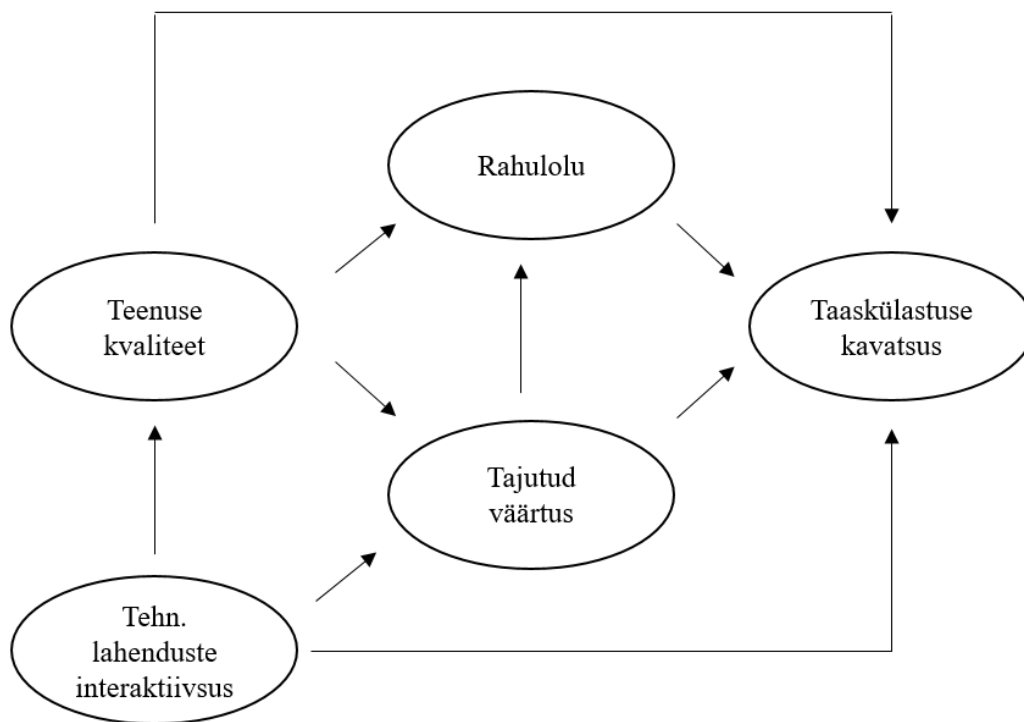 Rahulolu
Teenuse
kvaliteet
Taaskülastuse
kavatsus
Tajutud
väärtus
Tehn.
lahenduste
interaktiivsus